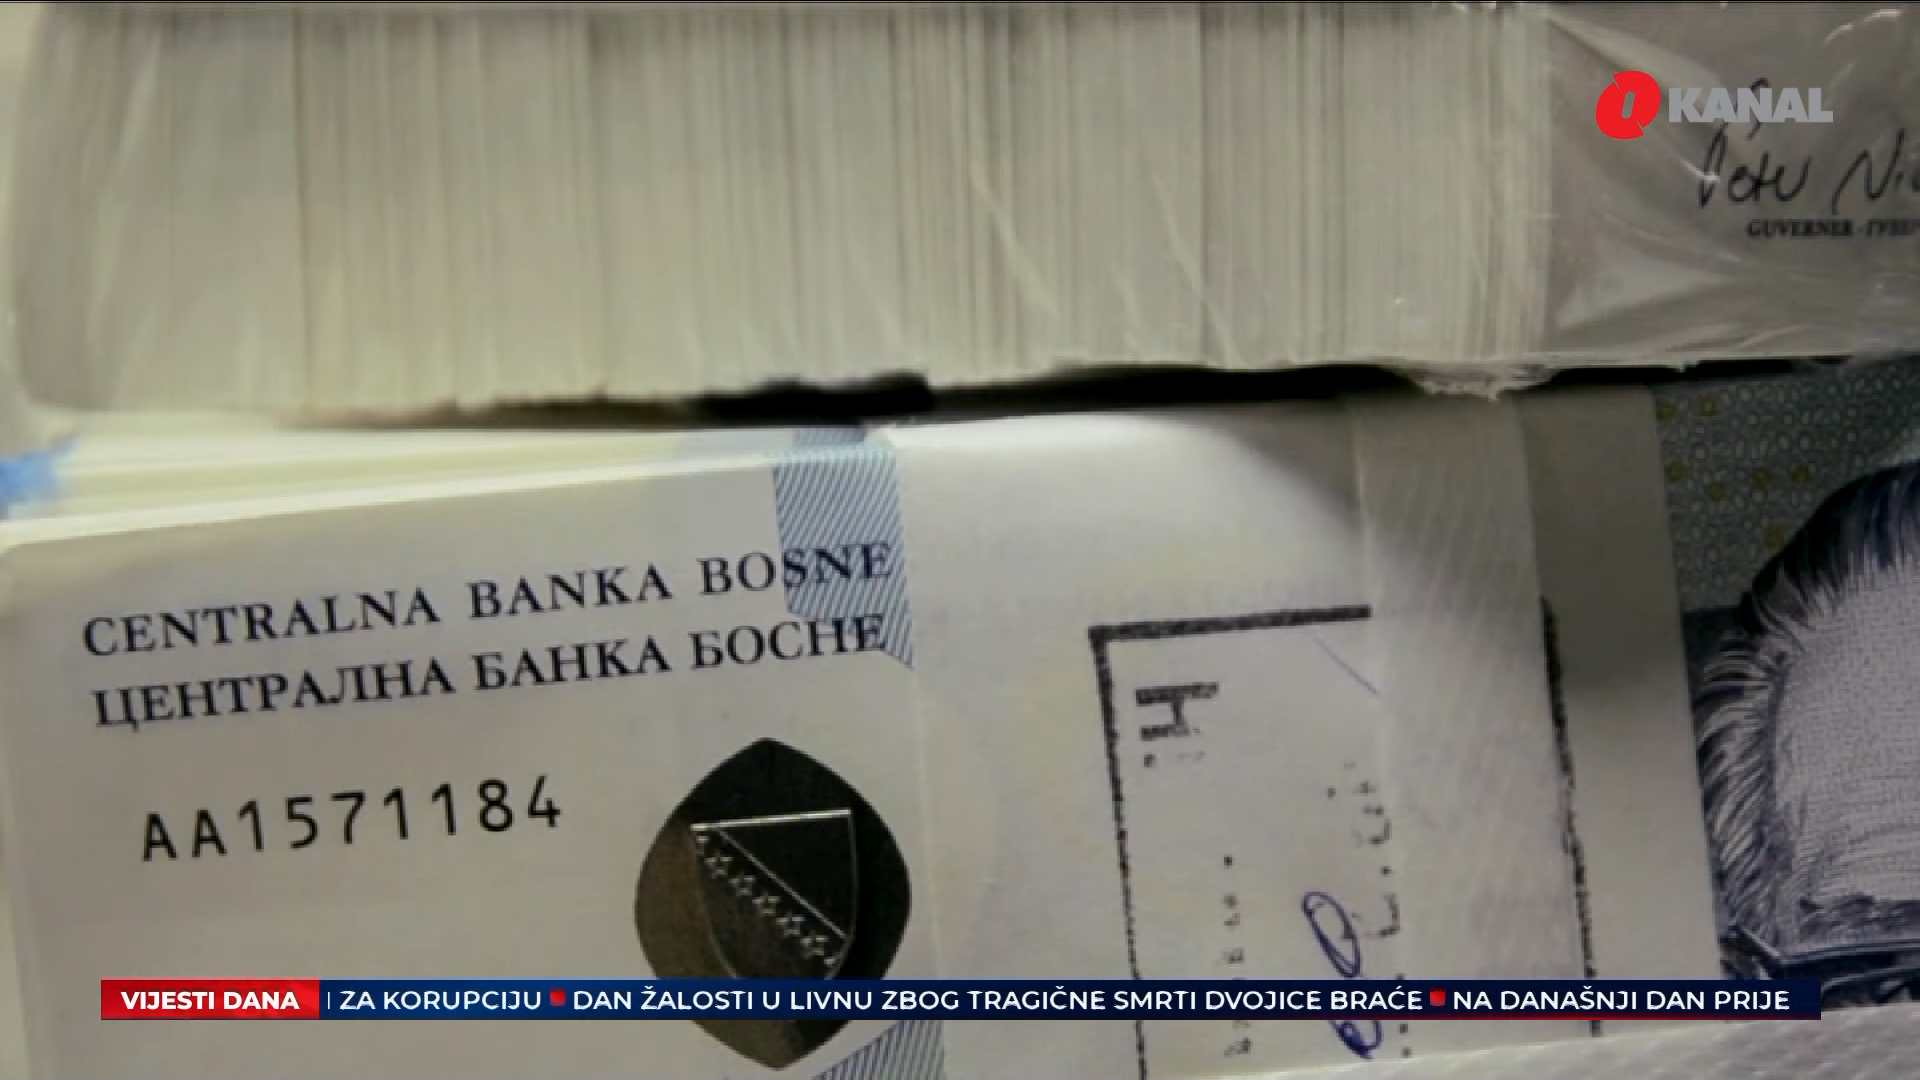 KANAL
GUVERNER
CENTRALNA BANKA BOSNE
ЦЕНТРАЛНА БАНКА БОСНЕ
AA1571184
VIJESTI DANA
I ZA KORUPCIJU DAN ŽALOSTI U LIVNU ZBOG TRAGIČNE SMRTI DVOJICE BRAĆE NA DANAŠNJI DAN PRIJE